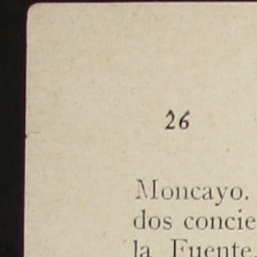 26
Moncayo.
dos concie
la Fuente.